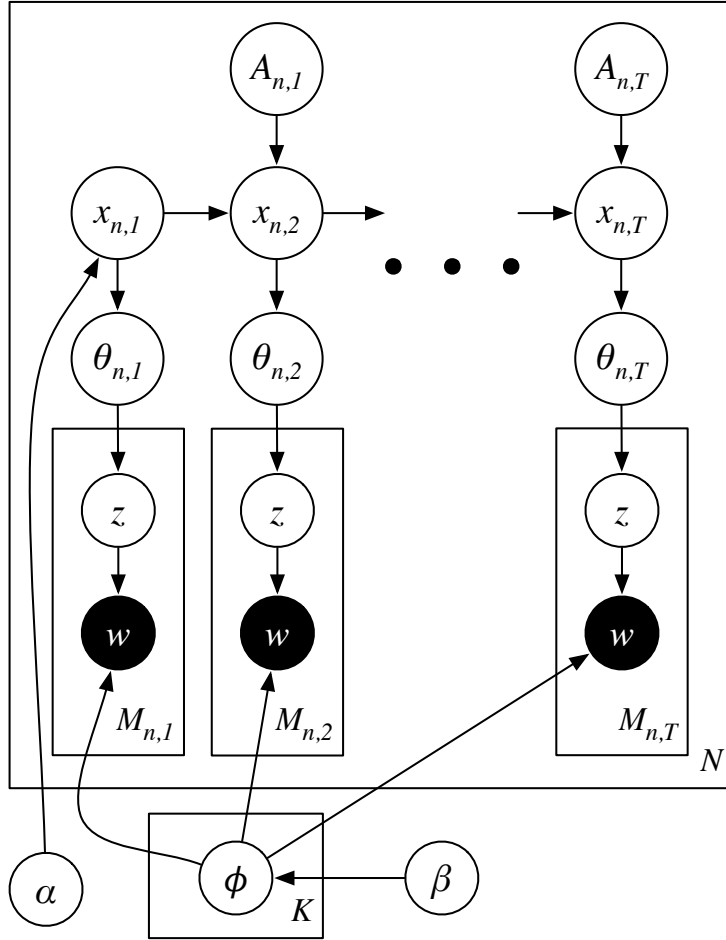 A_{n,1} A_{n,T}
x_{n,1} x_{n,2} x_{n,T}
• • •
θ_{n,1} θ_{n,2} θ_{n,T}
z z z
w w w
M_{n,1} M_{n,2} M_{n,T}
N
α ϕ β
K